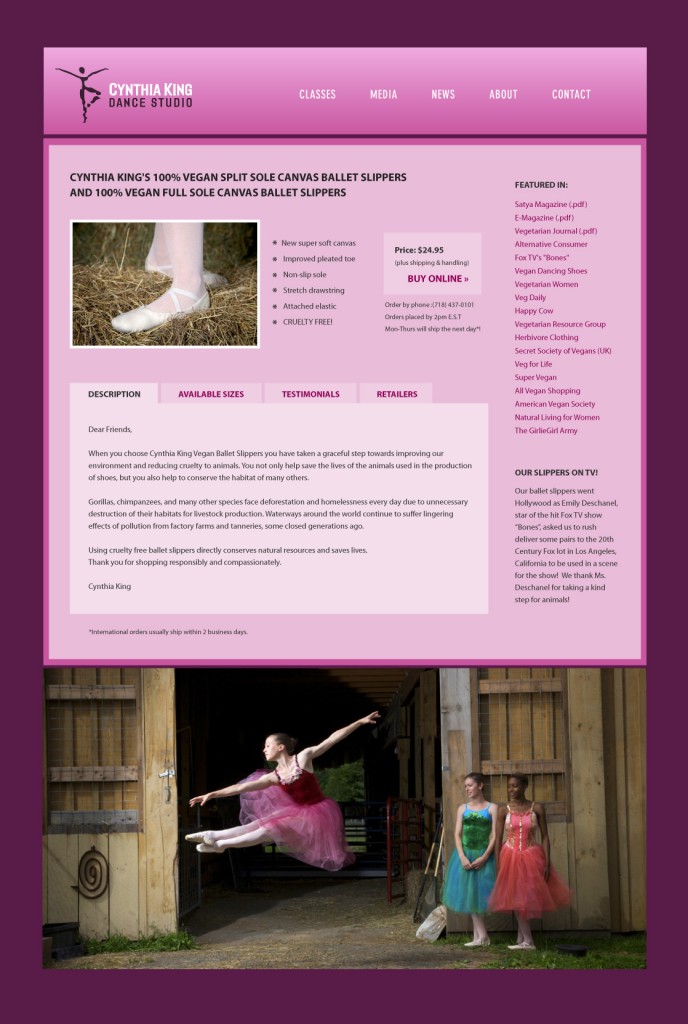 CYNTHIA KING
DANCE STUDIO
CLASSES
MEDIA
NEWS
ABOUT
CONTACT
CYNTHIA KING'S 100% VEGAN SPLIT SOLE CANVAS BALLET SLIPPERS
AND 100% VEGAN FULL SOLE CANVAS BALLET SLIPPERS
New super soft canvas
Improved pleated toe
Non-slip sole
Stretch drawstring
Attached elastic
CRUELTY FREE!
Price: $24.95
(plus shipping & handling)
BUY ONLINE »
Order by phone :(718) 437-0101
Orders placed by 2pm E.S.T
Mon-Thurs will ship the next day*!
DESCRIPTION
AVAILABLE SIZES
TESTIMONIALS
RETAILERS
Dear Friends,
When you choose Cynthia King Vegan Ballet Slippers you have taken a graceful step towards improving our
environment and reducing cruelty to animals. You not only help save the lives of the animals used in the production
of shoes, but you also help to conserve the habitat of many others.
Gorillas, chimpanzees, and many other species face deforestation and homelessness every day due to unnecessary
destruction of their habitats for livestock production. Waterways around the world continue to suffer lingering
effects of pollution from factory farms and tanneries, some closed generations ago.
Using cruelty free ballet slippers directly conserves natural resources and saves lives.
Thank you for shopping responsibly and compassionately.
Cynthia King
*International orders usually ship within 2 business days.
FEATURED IN:
Satya Magazine (.pdf)
E-Magazine (.pdf)
Vegetarian Journal (.pdf)
Alternative Consumer
Fox TV's "Bones"
Vegan Dancing Shoes
Vegetarian Women
Veg Daily
Happy Cow
Vegetarian Resource Group
Herbivore Clothing
Secret Society of Vegans (UK)
Veg for Life
Super Vegan
All Vegan Shopping
American Vegan Society
Natural Living for Women
The GirlieGirl Army
OUR SLIPPERS ON TV!
Our ballet slippers went
Hollywood as Emily Deschanel,
star of the hit Fox TV show
"Bones", asked us to rush
deliver some pairs to the 20th
Century Fox lot in Los Angeles,
California to be used in a scene
for the show! We thank Ms.
Deschanel for taking a kind
step for animals!